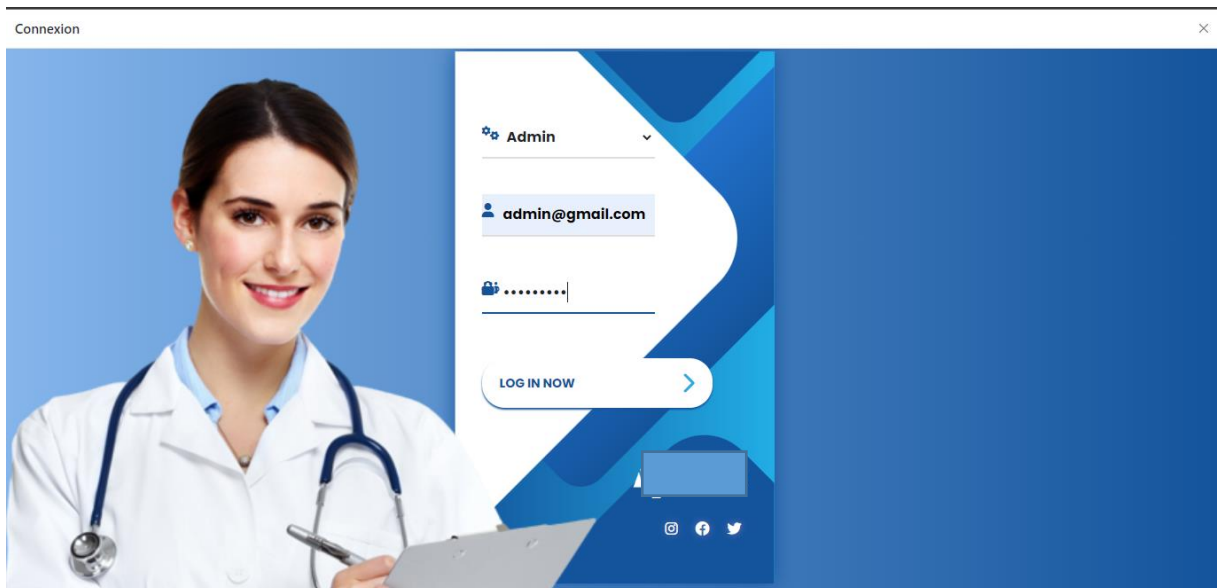 Connexion
Admin
admin@gmail.com
•••••••••
LOG IN NOW